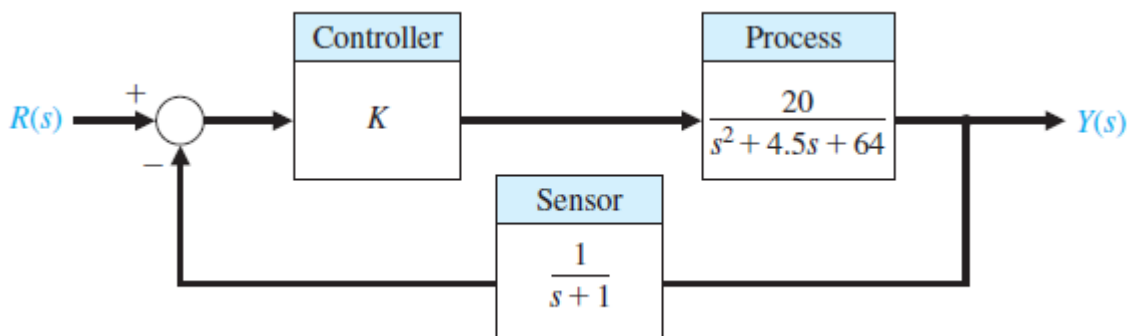 Controller
Process
+
R(s)
K
20
s² + 4.5s + 64
Y(s)
−
Sensor
1
s + 1